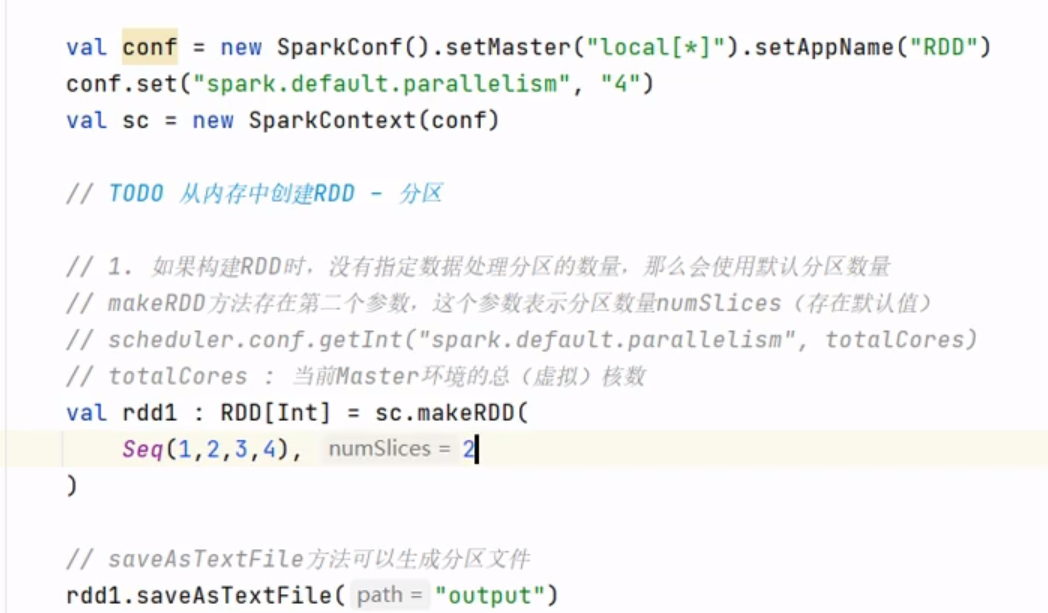 val conf = new SparkConf().setMaster("local[*]").setAppName("RDD")
conf.set("spark.default.parallelism", "4")
val sc = new SparkContext(conf)
// TODO 从内存中创建RDD - 分区
// 1. 如果构建RDD时，没有指定数据处理分区的数量，那么会使用默认分区数量
// makeRDD方法存在第二个参数，这个参数表示分区数量numSlices（存在默认值）
// scheduler.conf.getInt("spark.default.parallelism", totalCores)
// totalCores : 当前Master环境的总（虚拟）核数
val rdd1 : RDD[Int] = sc.makeRDD(
Seq(1,2,3,4), numSlices = 2
)
// saveAsTextFile方法可以生成分区文件
rdd1.saveAsTextFile( path = "output")